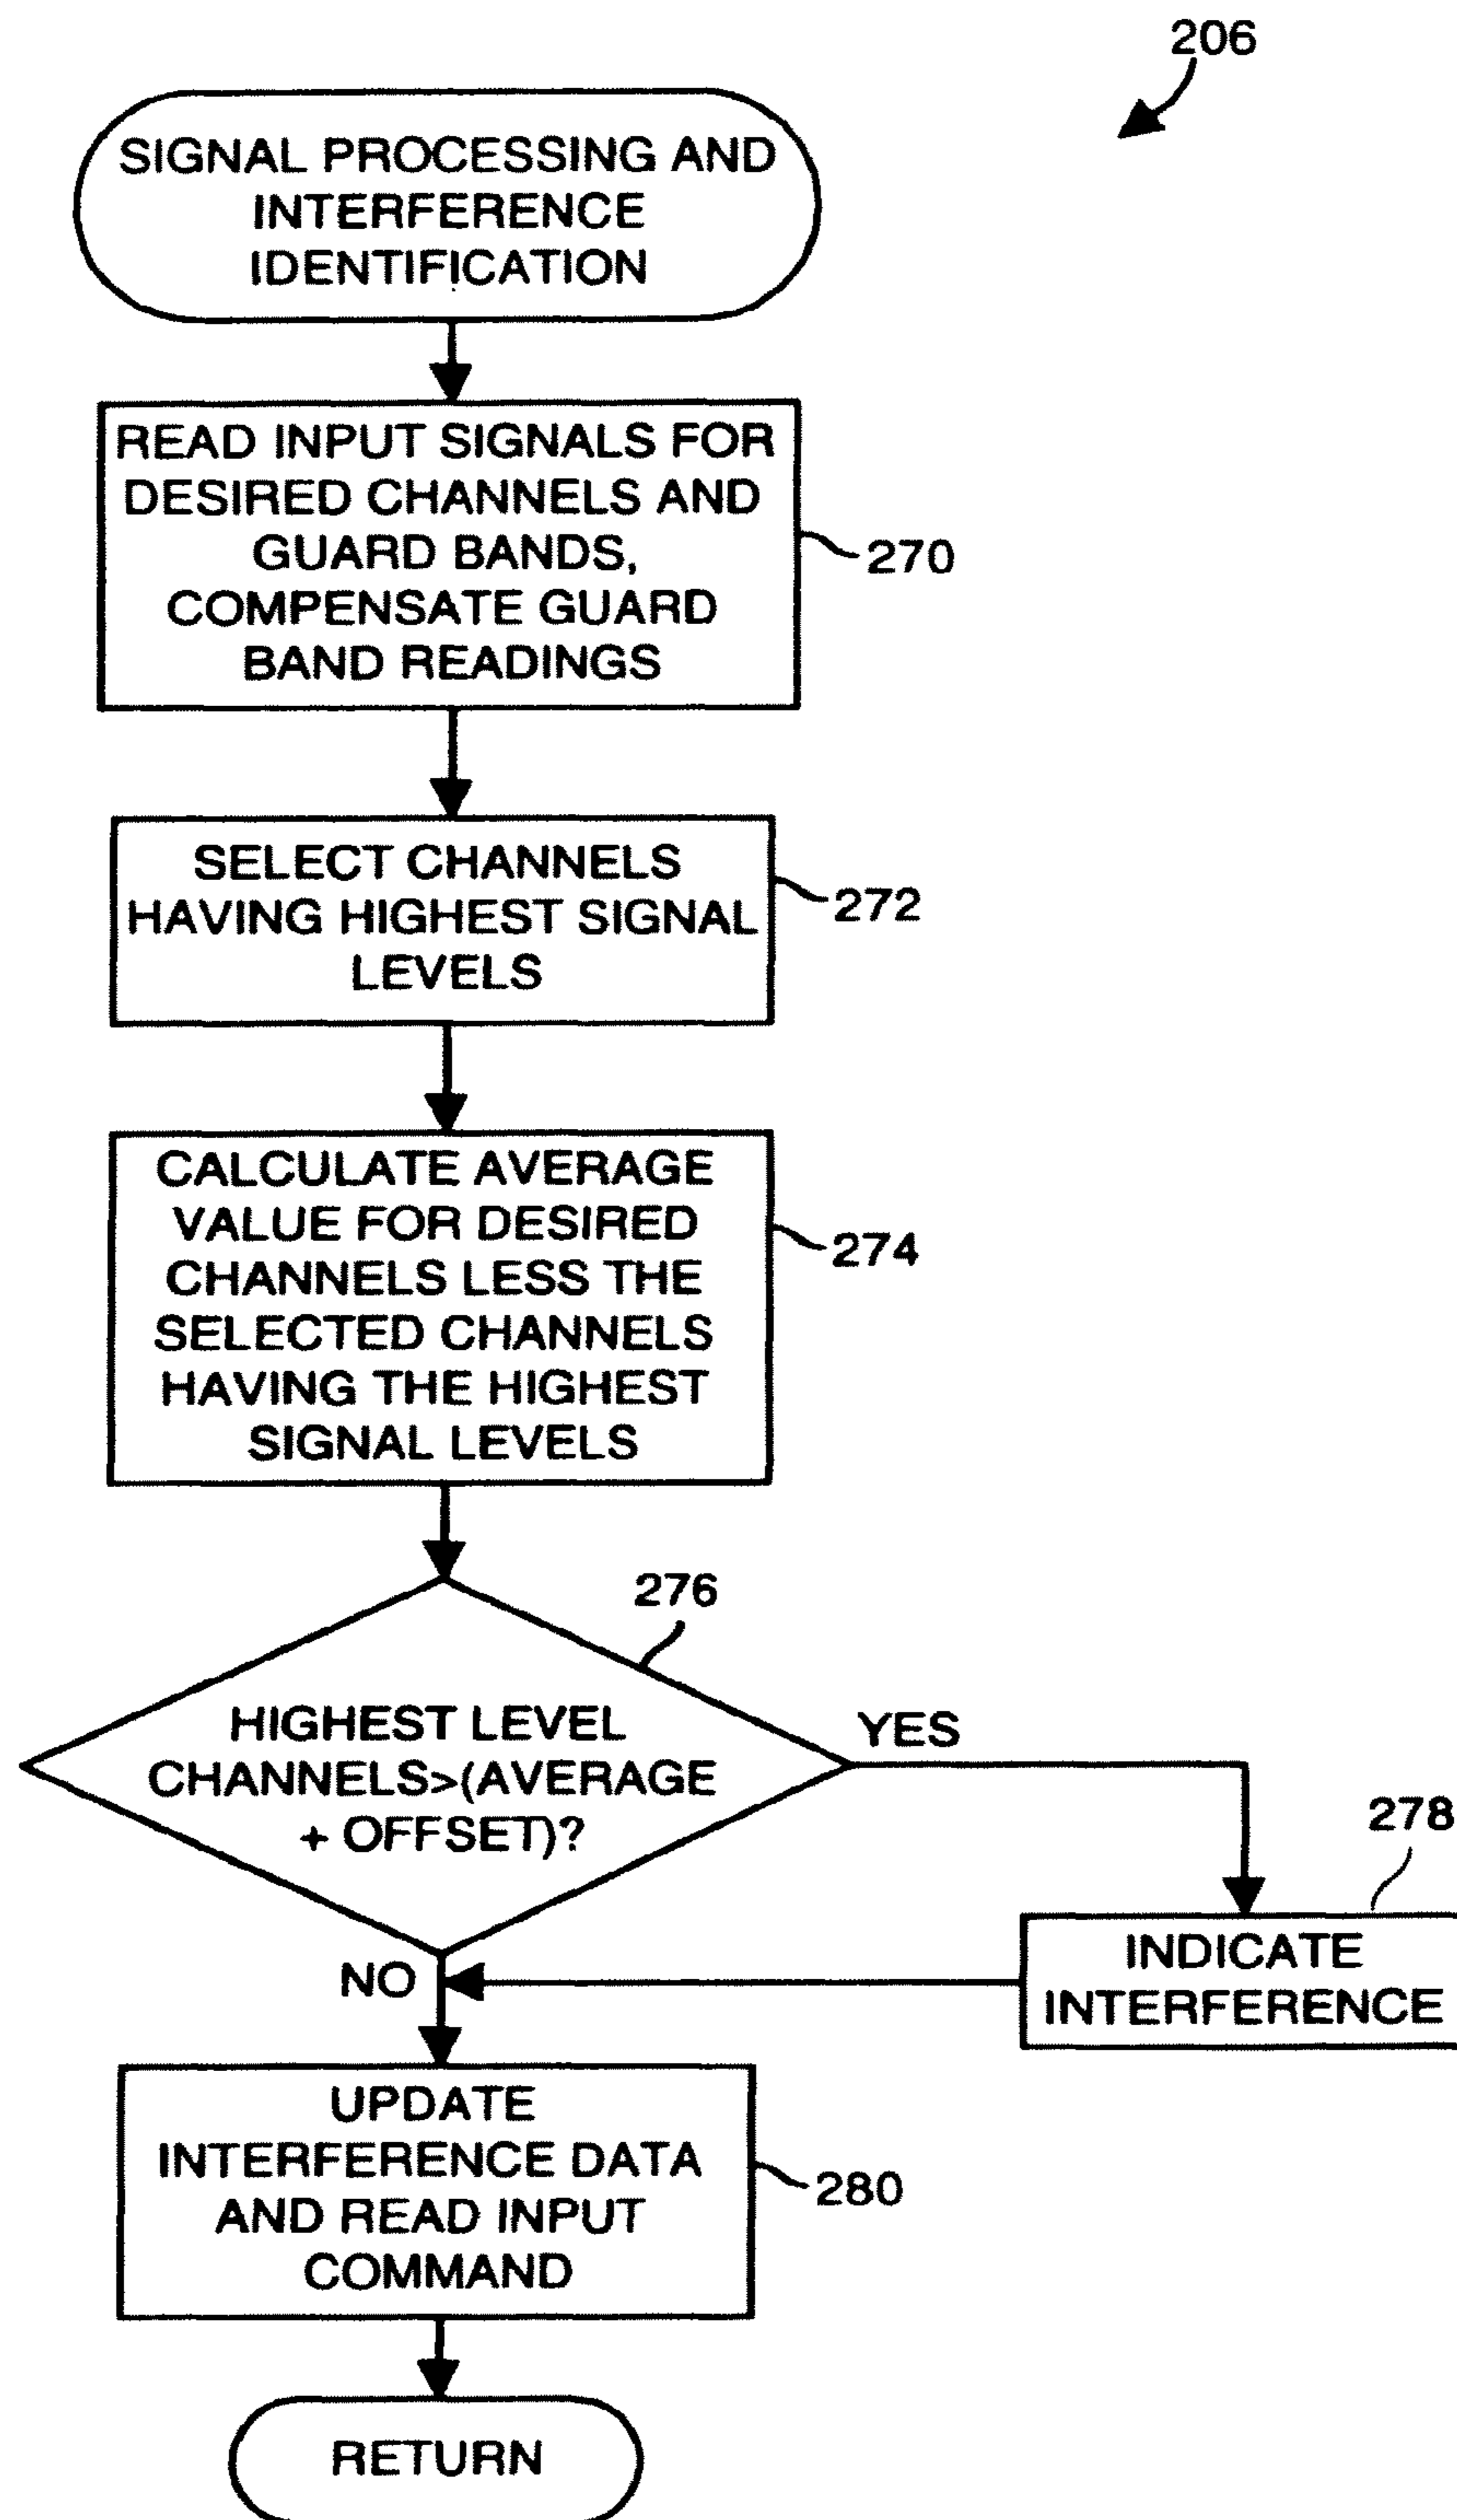 206
SIGNAL PROCESSING AND
INTERFERENCE
IDENTIFICATION
READ INPUT SIGNALS FOR
DESIRED CHANNELS AND
GUARD BANDS,
COMPENSATE GUARD
BAND READINGS
270
SELECT CHANNELS
HAVING HIGHEST SIGNAL
LEVELS
272
CALCULATE AVERAGE
VALUE FOR DESIRED
CHANNELS LESS THE
SELECTED CHANNELS
HAVING THE HIGHEST
SIGNAL LEVELS
274
276
HIGHEST LEVEL
CHANNELS>(AVERAGE
+ OFFSET)?
YES
278
INDICATE
INTERFERENCE
NO
UPDATE
INTERFERENCE DATA
AND READ INPUT
COMMAND
280
RETURN